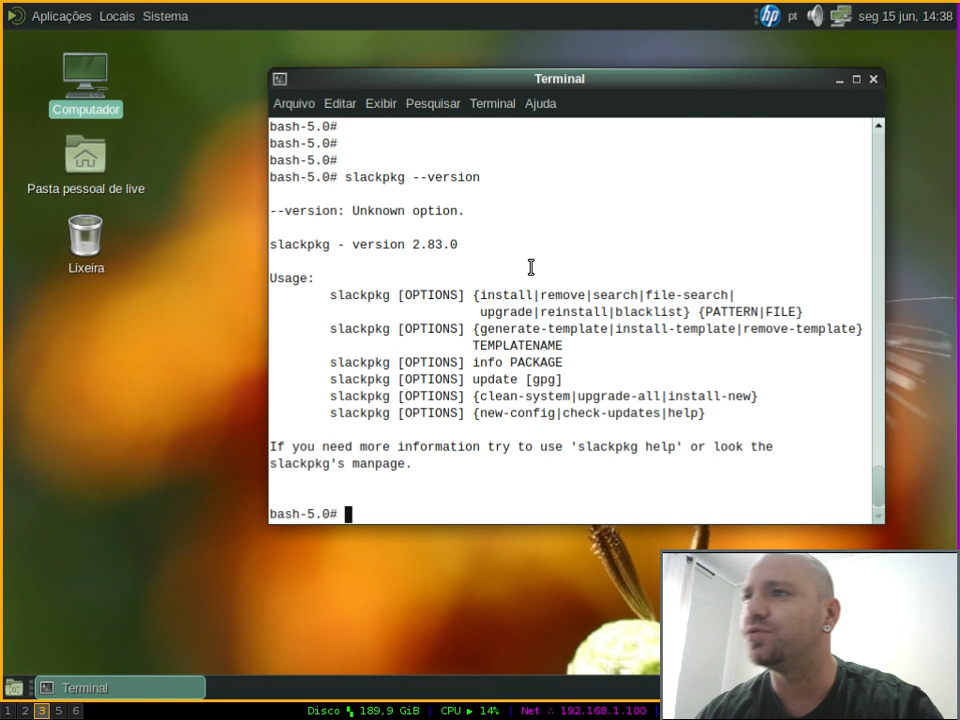 Aplicações Locais Sistema
hp pt seg 15 jun, 14:38
Computador
Pasta pessoal de live
Lixeira
Terminal
Arquivo Editar Exibir Pesquisar Terminal Ajuda
bash-5.0#
bash-5.0#
bash-5.0#
bash-5.0# slackpkg --version
--version: Unknown option.
slackpkg - version 2.83.0
Usage:
slackpkg [OPTIONS] {install|remove|search|file-search|
upgrade|reinstall|blacklist} {PATTERN|FILE}
slackpkg [OPTIONS] {generate-template|install-template|remove-template}
TEMPLATENAME
slackpkg [OPTIONS] info PACKAGE
slackpkg [OPTIONS] update [gpg]
slackpkg [OPTIONS] {clean-system|upgrade-all|install-new}
slackpkg [OPTIONS] {new-config|check-updates|help}
If you need more information try to use 'slackpkg help' or look the
slackpkg's manpage.
bash-5.0#
Terminal
1 2 3 5 6 Disco 189,9 GiB | CPU ▶ 14% | Net ∴ 192.168.1.100 |